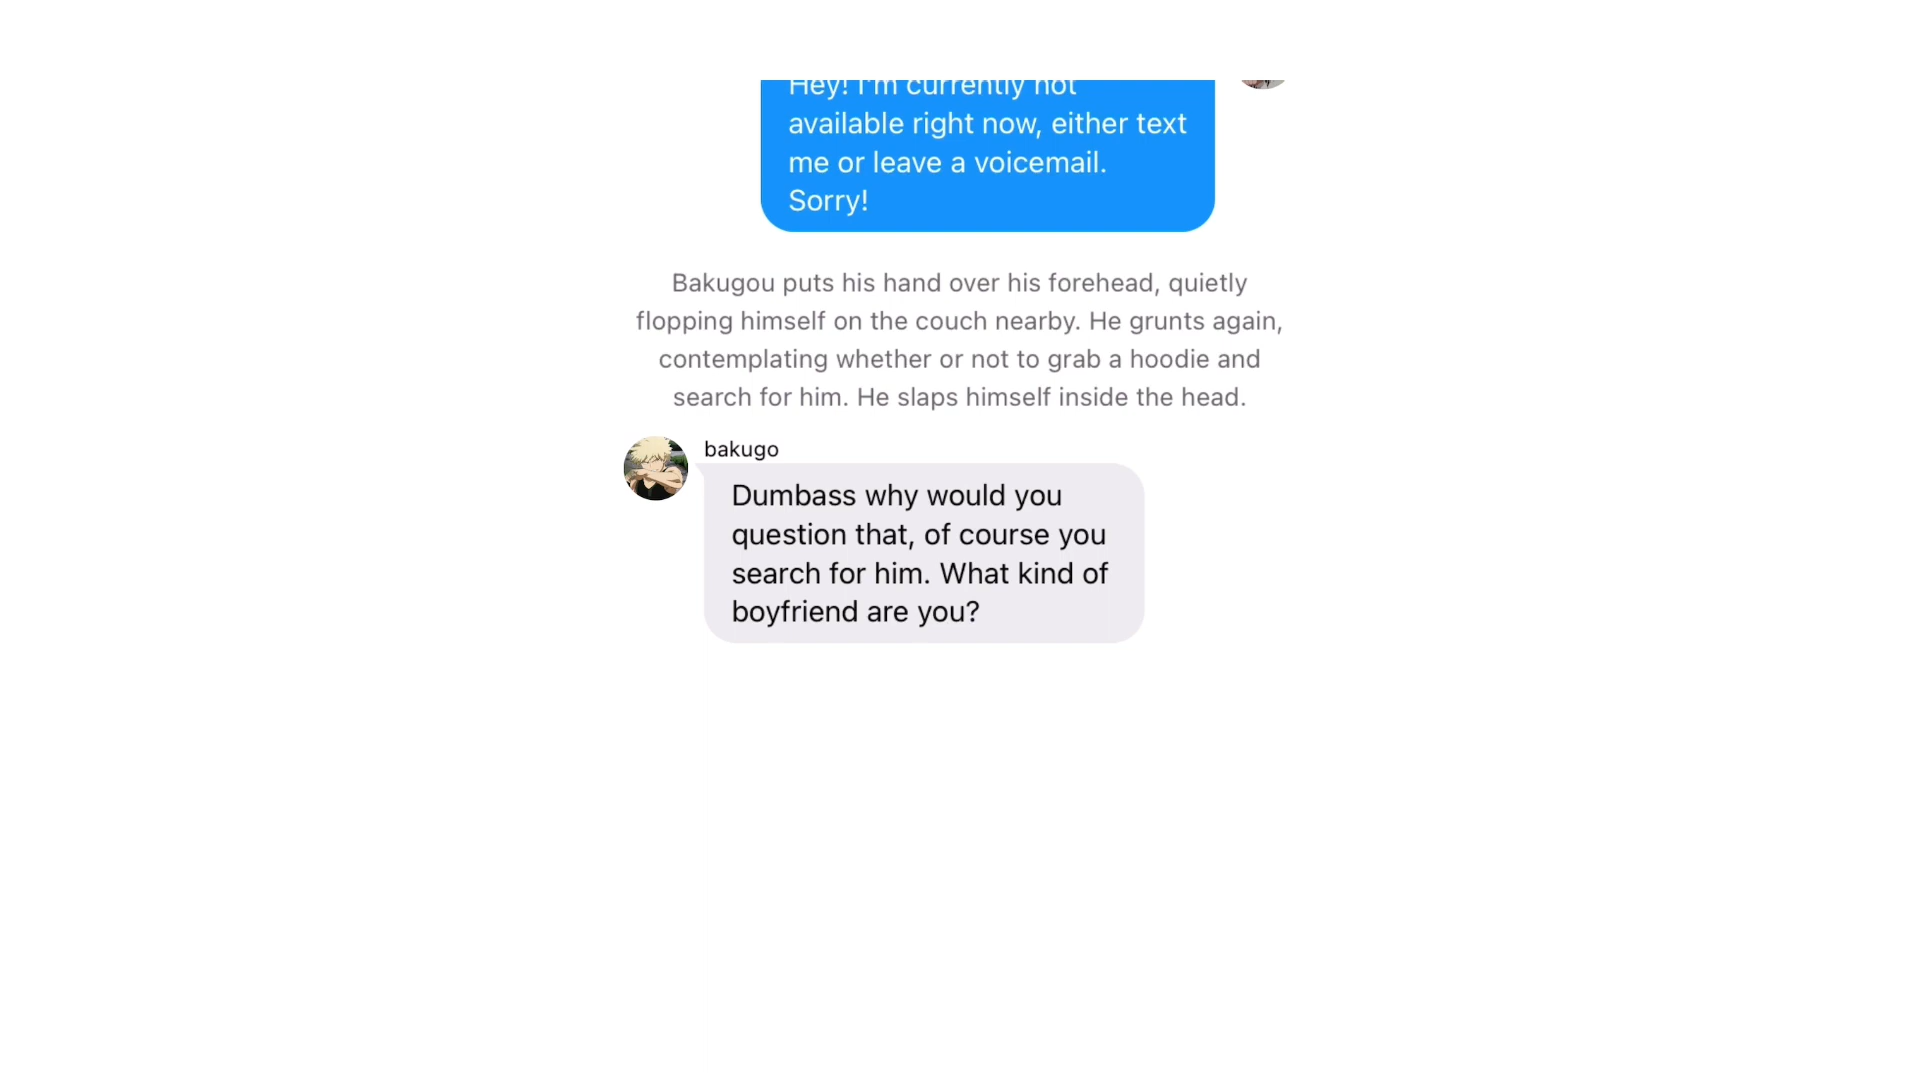 Hey! I'm currently not
available right now, either text
me or leave a voicemail.
Sorry!
Bakugou puts his hand over his forehead, quietly
flopping himself on the couch nearby. He grunts again,
contemplating whether or not to grab a hoodie and
search for him. He slaps himself inside the head.
bakugo
Dumbass why would you
question that, of course you
search for him. What kind of
boyfriend are you?